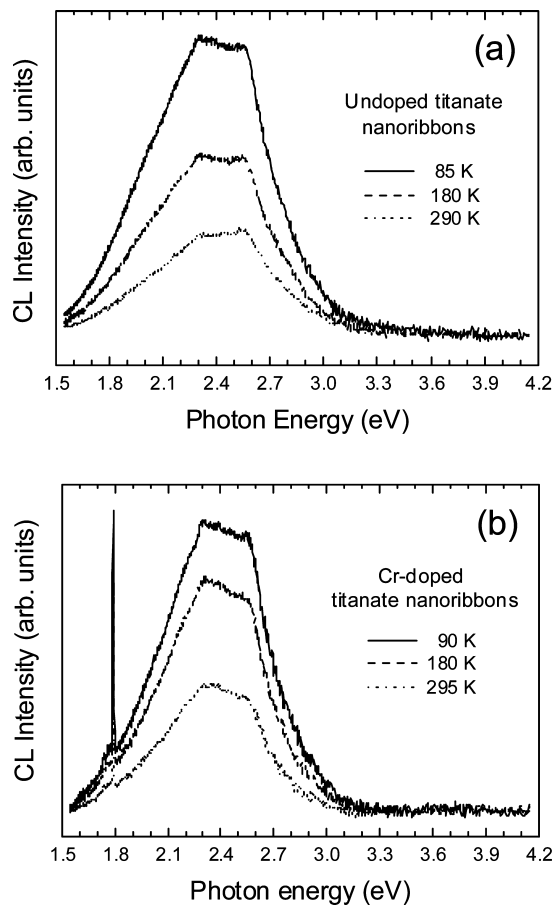 (a)
Undoped titanate
nanoribbons
85 K
180 K
290 K
CL Intensity (arb. units)
1.5 1.8 2.1 2.4 2.7 3.0 3.3 3.6 3.9 4.2
Photon Energy (eV)
(b)
Cr-doped
titanate nanoribbons
90 K
180 K
295 K
CL Intensity (arb. units)
1.5 1.8 2.1 2.4 2.7 3.0 3.3 3.6 3.9 4.2
Photon energy (eV)